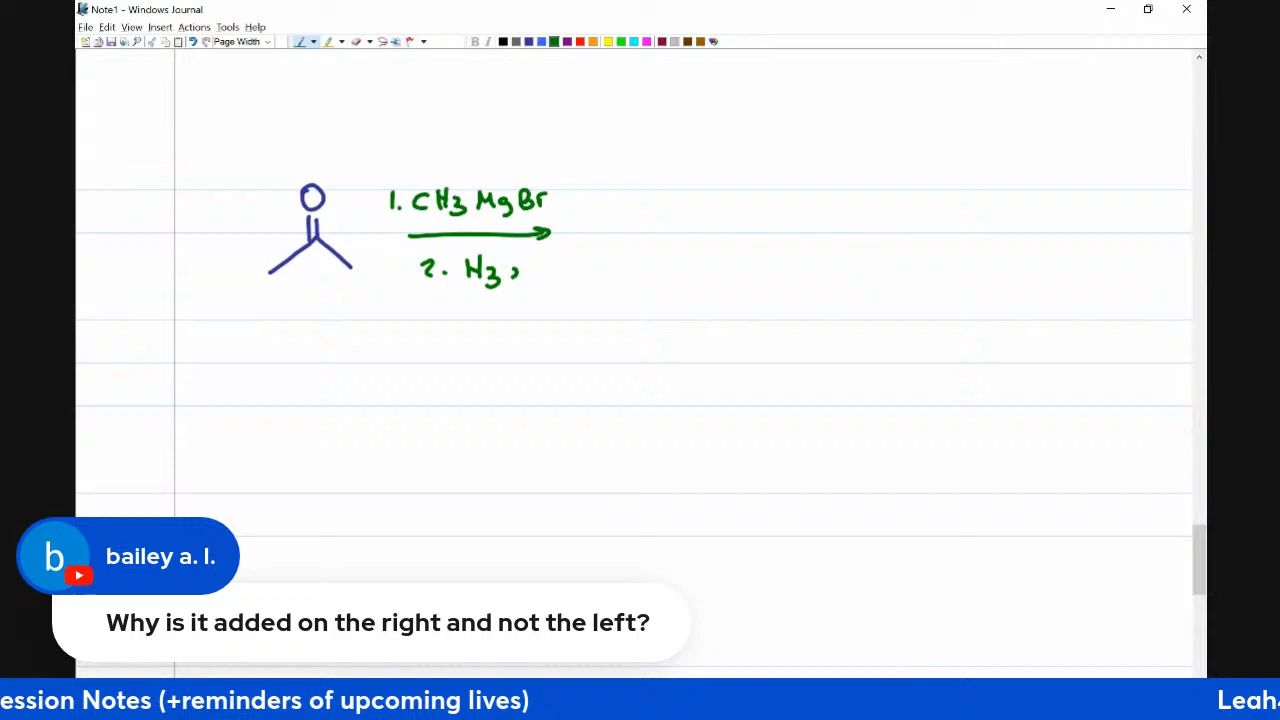 Note1 - Windows Journal
File Edit View Insert Actions Tools Help
Page Width
B I
O
1. CH3 MgBr
2. H3
b
bailey a. l.
Why is it added on the right and not the left?
ession Notes (+reminders of upcoming lives)
Leah